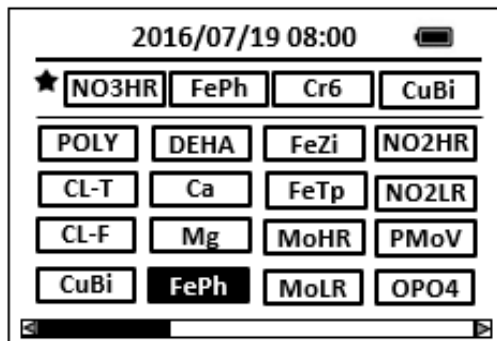 2016/07/19 08:00
NO3HR FePh Cr6 CuBi
POLY DEHA FeZi NO2HR
CL-T Ca FeTp NO2LR
CL-F Mg MoHR PMoV
CuBi FePh MoLR OPO4